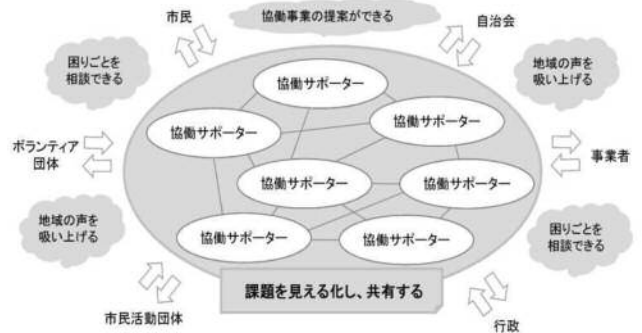 市民
協働事業の提案ができる
自治会
困りごとを
相談できる
地域の声を
吸い上げる
協働サポーター
協働サポーター
協働サポーター
ボランティア
団体
事業者
協働サポーター
協働サポーター
地域の声を
吸い上げる
困りごとを
相談できる
協働サポーター
協働サポーター
課題を見える化し、共有する
市民活動団体
行政